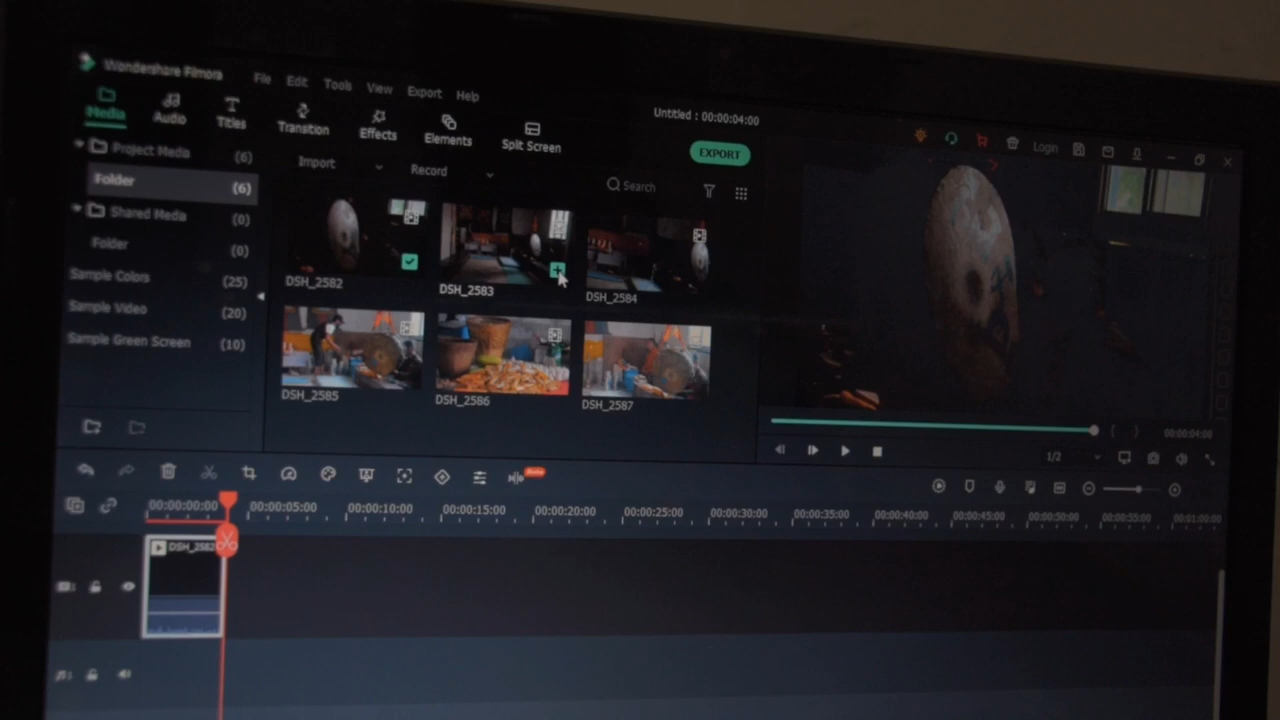 Wondershare Filmora
File Edit Tools View Export Help
Untitled : 00:00:04:00
Login
Media Audio Titles Transition Effects Elements Split Screen
EXPORT
Project Media (6)
Folder (6)
Shared Media (0)
Folder (0)
Sample Colors (25)
Sample Video (20)
Sample Green Screen (10)
Import Record Search
DSH_2582 DSH_2583 DSH_2584
DSH_2585 DSH_2586 DSH_2587
00:00:04:00
1/2
00:00:00:00 00:00:05:00 00:00:10:00 00:00:15:00 00:00:20:00 00:00:25:00 00:00:30:00 00:00:35:00 00:00:40:00 00:00:45:00 00:00:50:00 00:00:55:00 00:01:00:00
DSH_2582